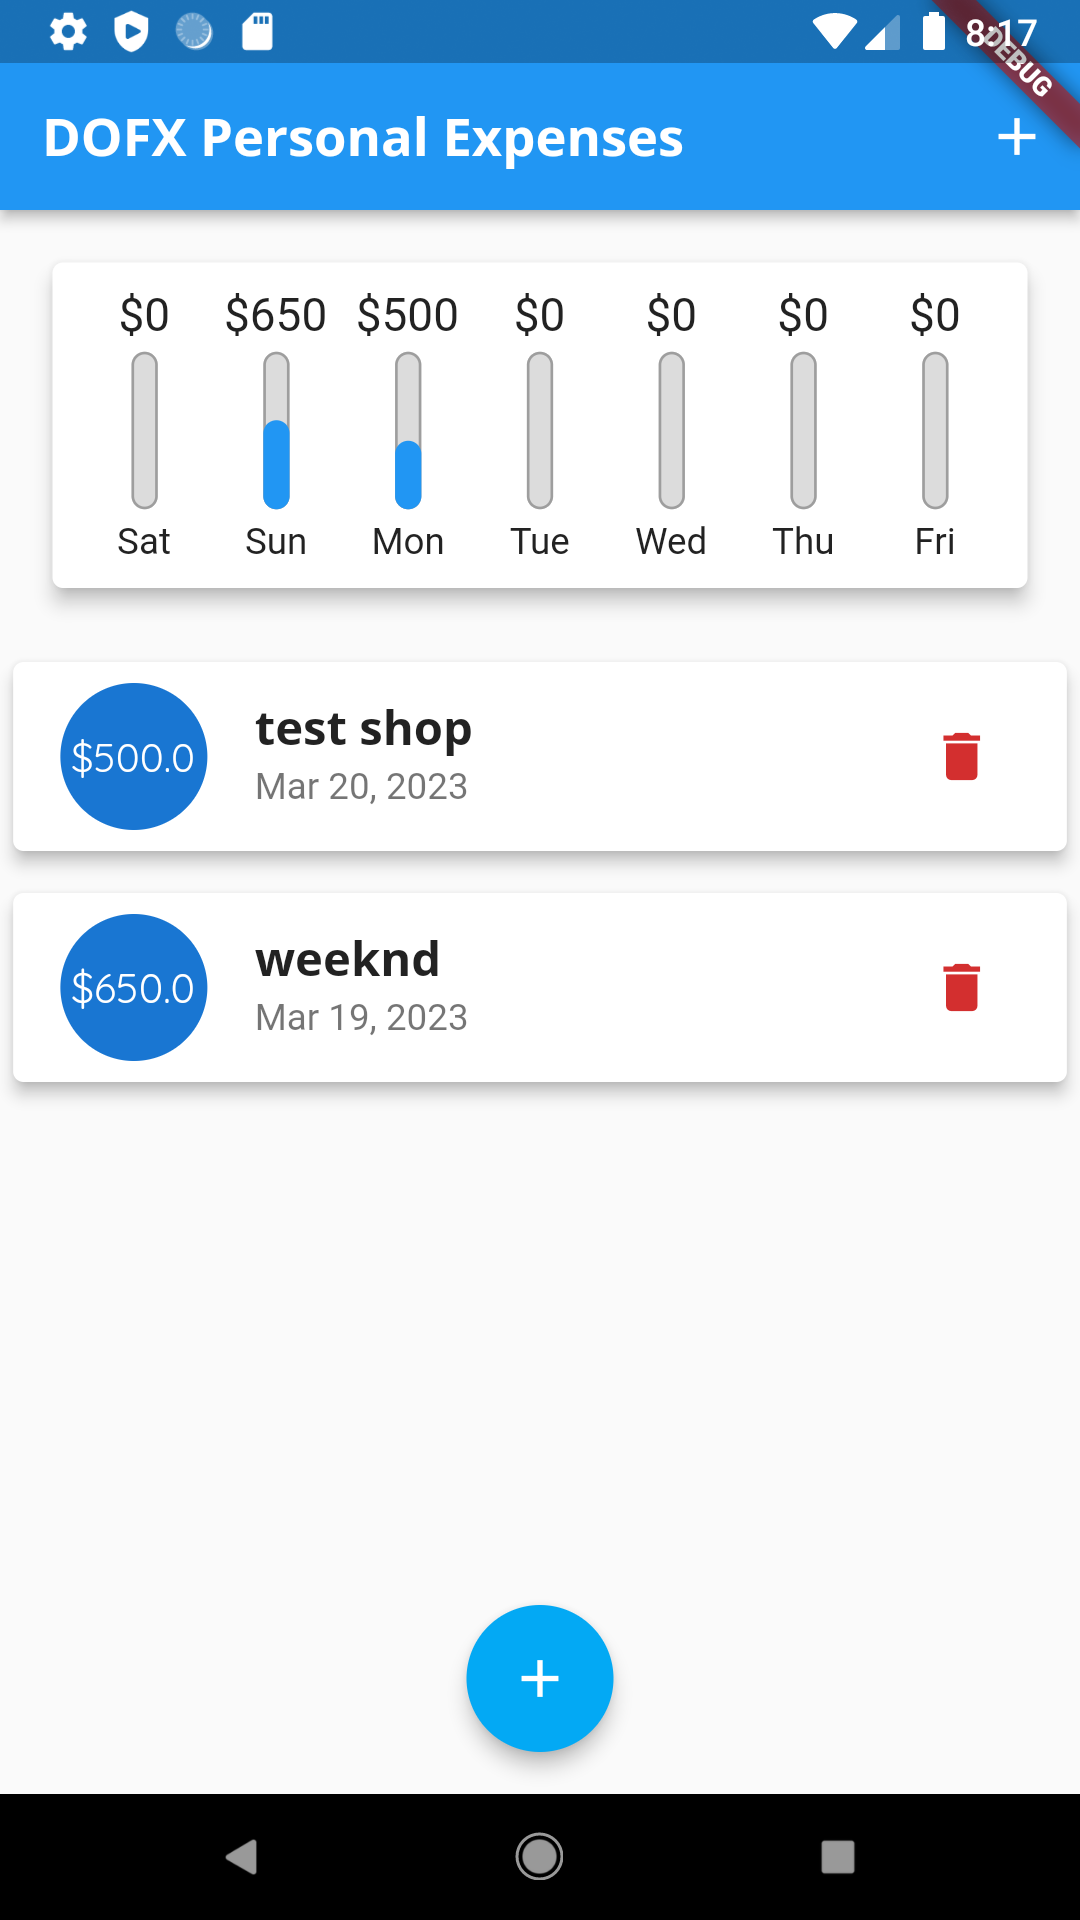 8:17
DEBUG
DOFX Personal Expenses
$0 $650 $500 $0 $0 $0 $0
Sat Sun Mon Tue Wed Thu Fri
$500.0
test shop
Mar 20, 2023
$650.0
weeknd
Mar 19, 2023